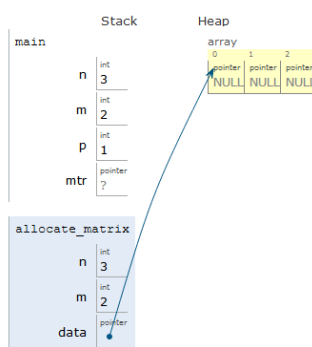 Stack Heap
main
array
0 1 2
pointer pointer pointer
NULL NULL NULL
int
n 3
int
m 2
int
p 1
pointer
mtr ?
allocate_matrix
int
n 3
int
m 2
pointer
data